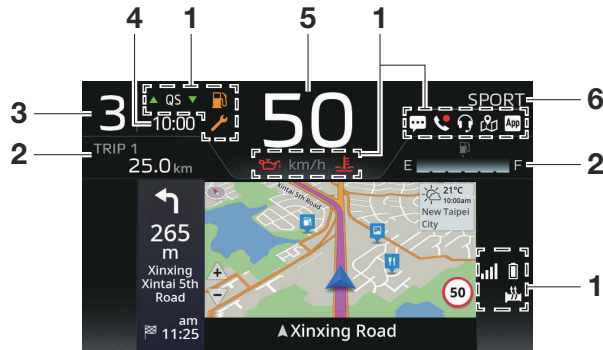 1
4
5
1
3
QS
10:00
50
SPORT
6
App
2
TRIP 1
25.0 km
km/h
E
F
2
265
m
Xinxing
Xintai 5th
Road
am
11:25
Xintai 5th Road
21°C
10:00am
New Taipei
City
+
−
50
Xinxing Road
1
3